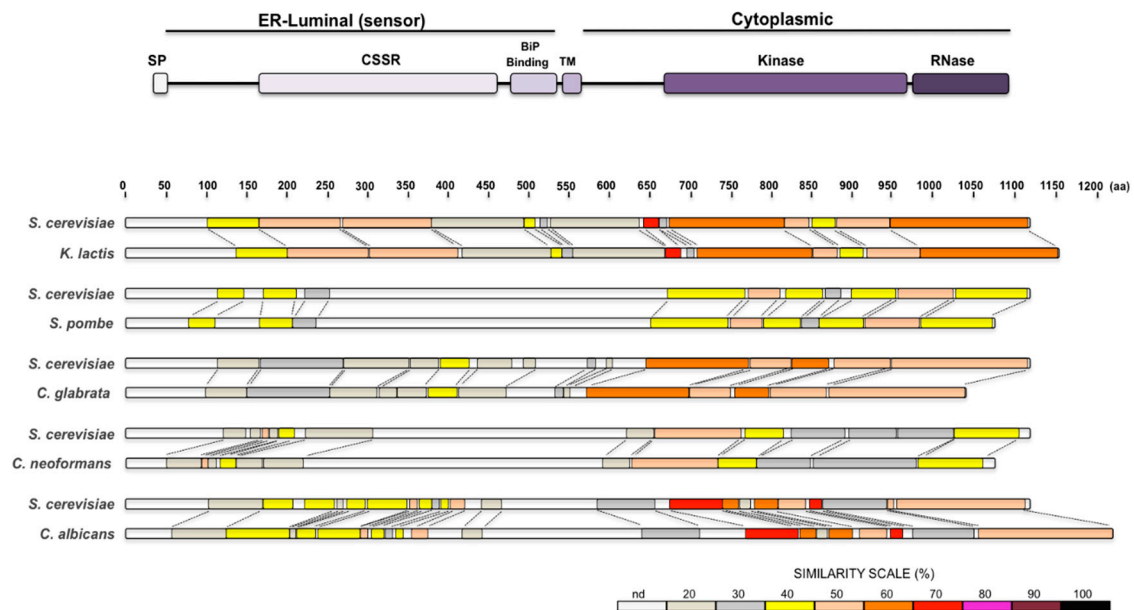 ER-Luminal (sensor) Cytoplasmic
SP CSSR BiP Binding TM Kinase RNase
0 50 100 150 200 250 300 350 400 450 500 550 600 650 700 750 800 850 900 950 1000 1050 1100 1150 1200 (aa)
S. cerevisiae
K. lactis
S. cerevisiae
S. pombe
S. cerevisiae
C. glabrata
S. cerevisiae
C. neoformans
S. cerevisiae
C. albicans
SIMILARITY SCALE (%)
nd 20 30 40 50 60 70 80 90 100